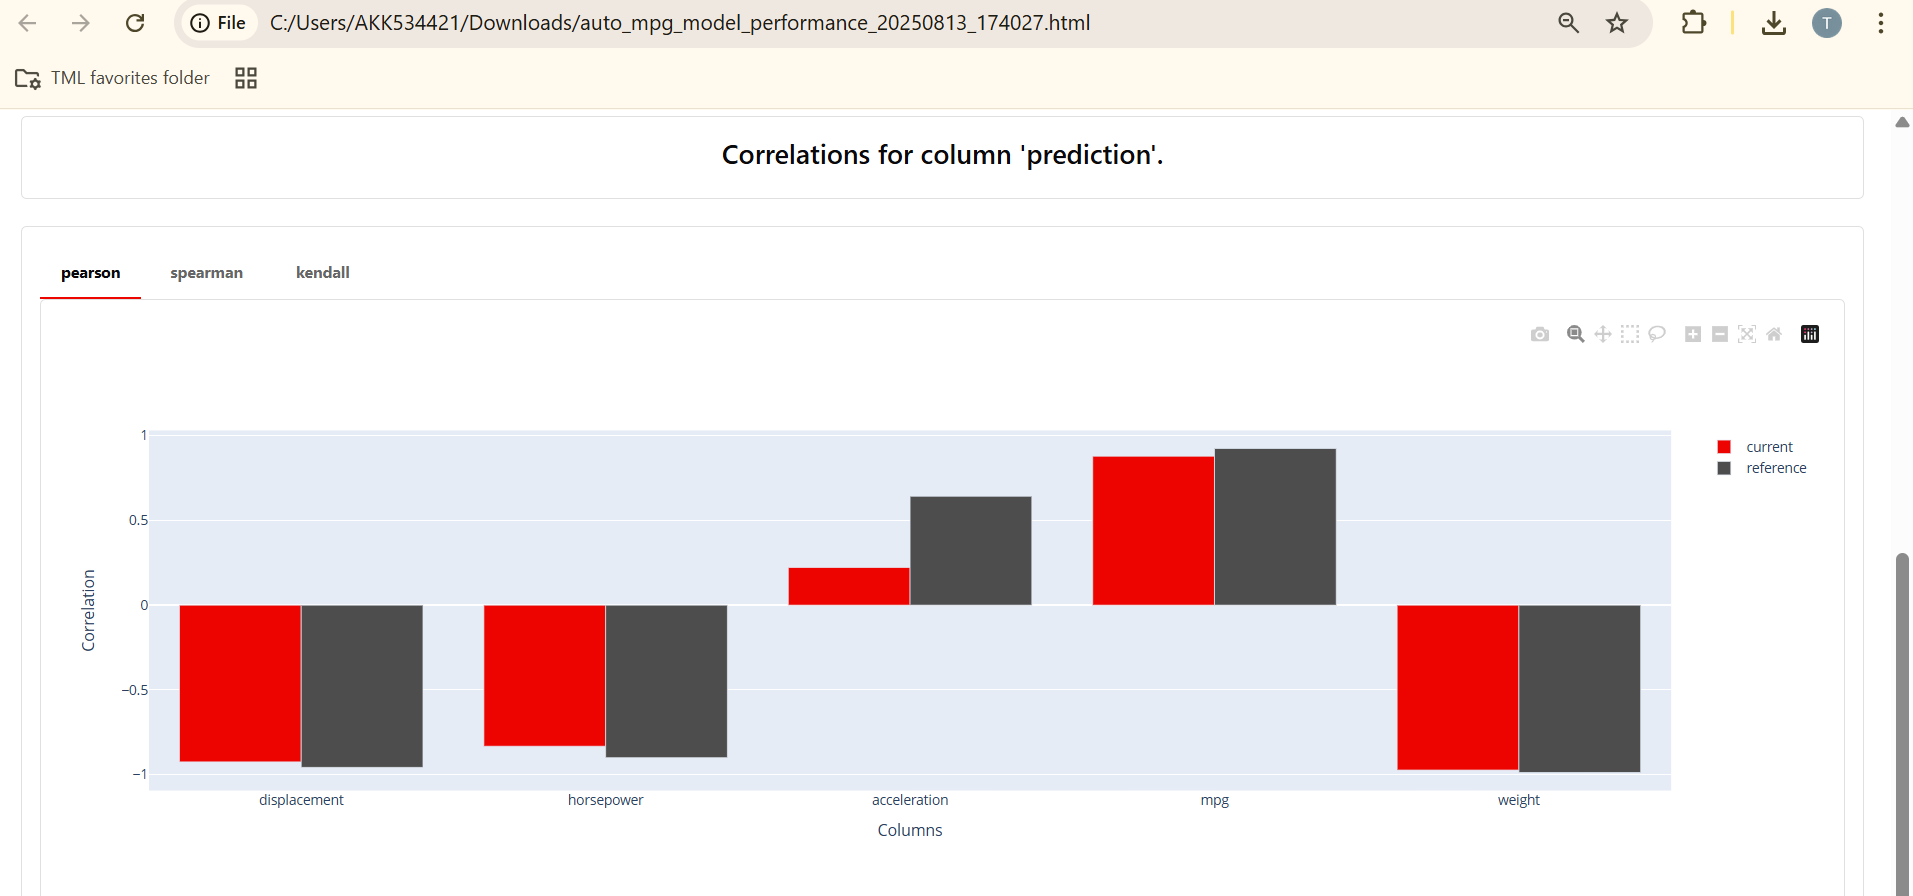 File C:/Users/AKK534421/Downloads/auto_mpg_model_performance_20250813_174027.html
T
TML favorites folder
Correlations for column 'prediction'.
pearson spearman kendall
1
0.5
0
−0.5
−1
Correlation
displacement horsepower acceleration mpg weight
Columns
current
reference